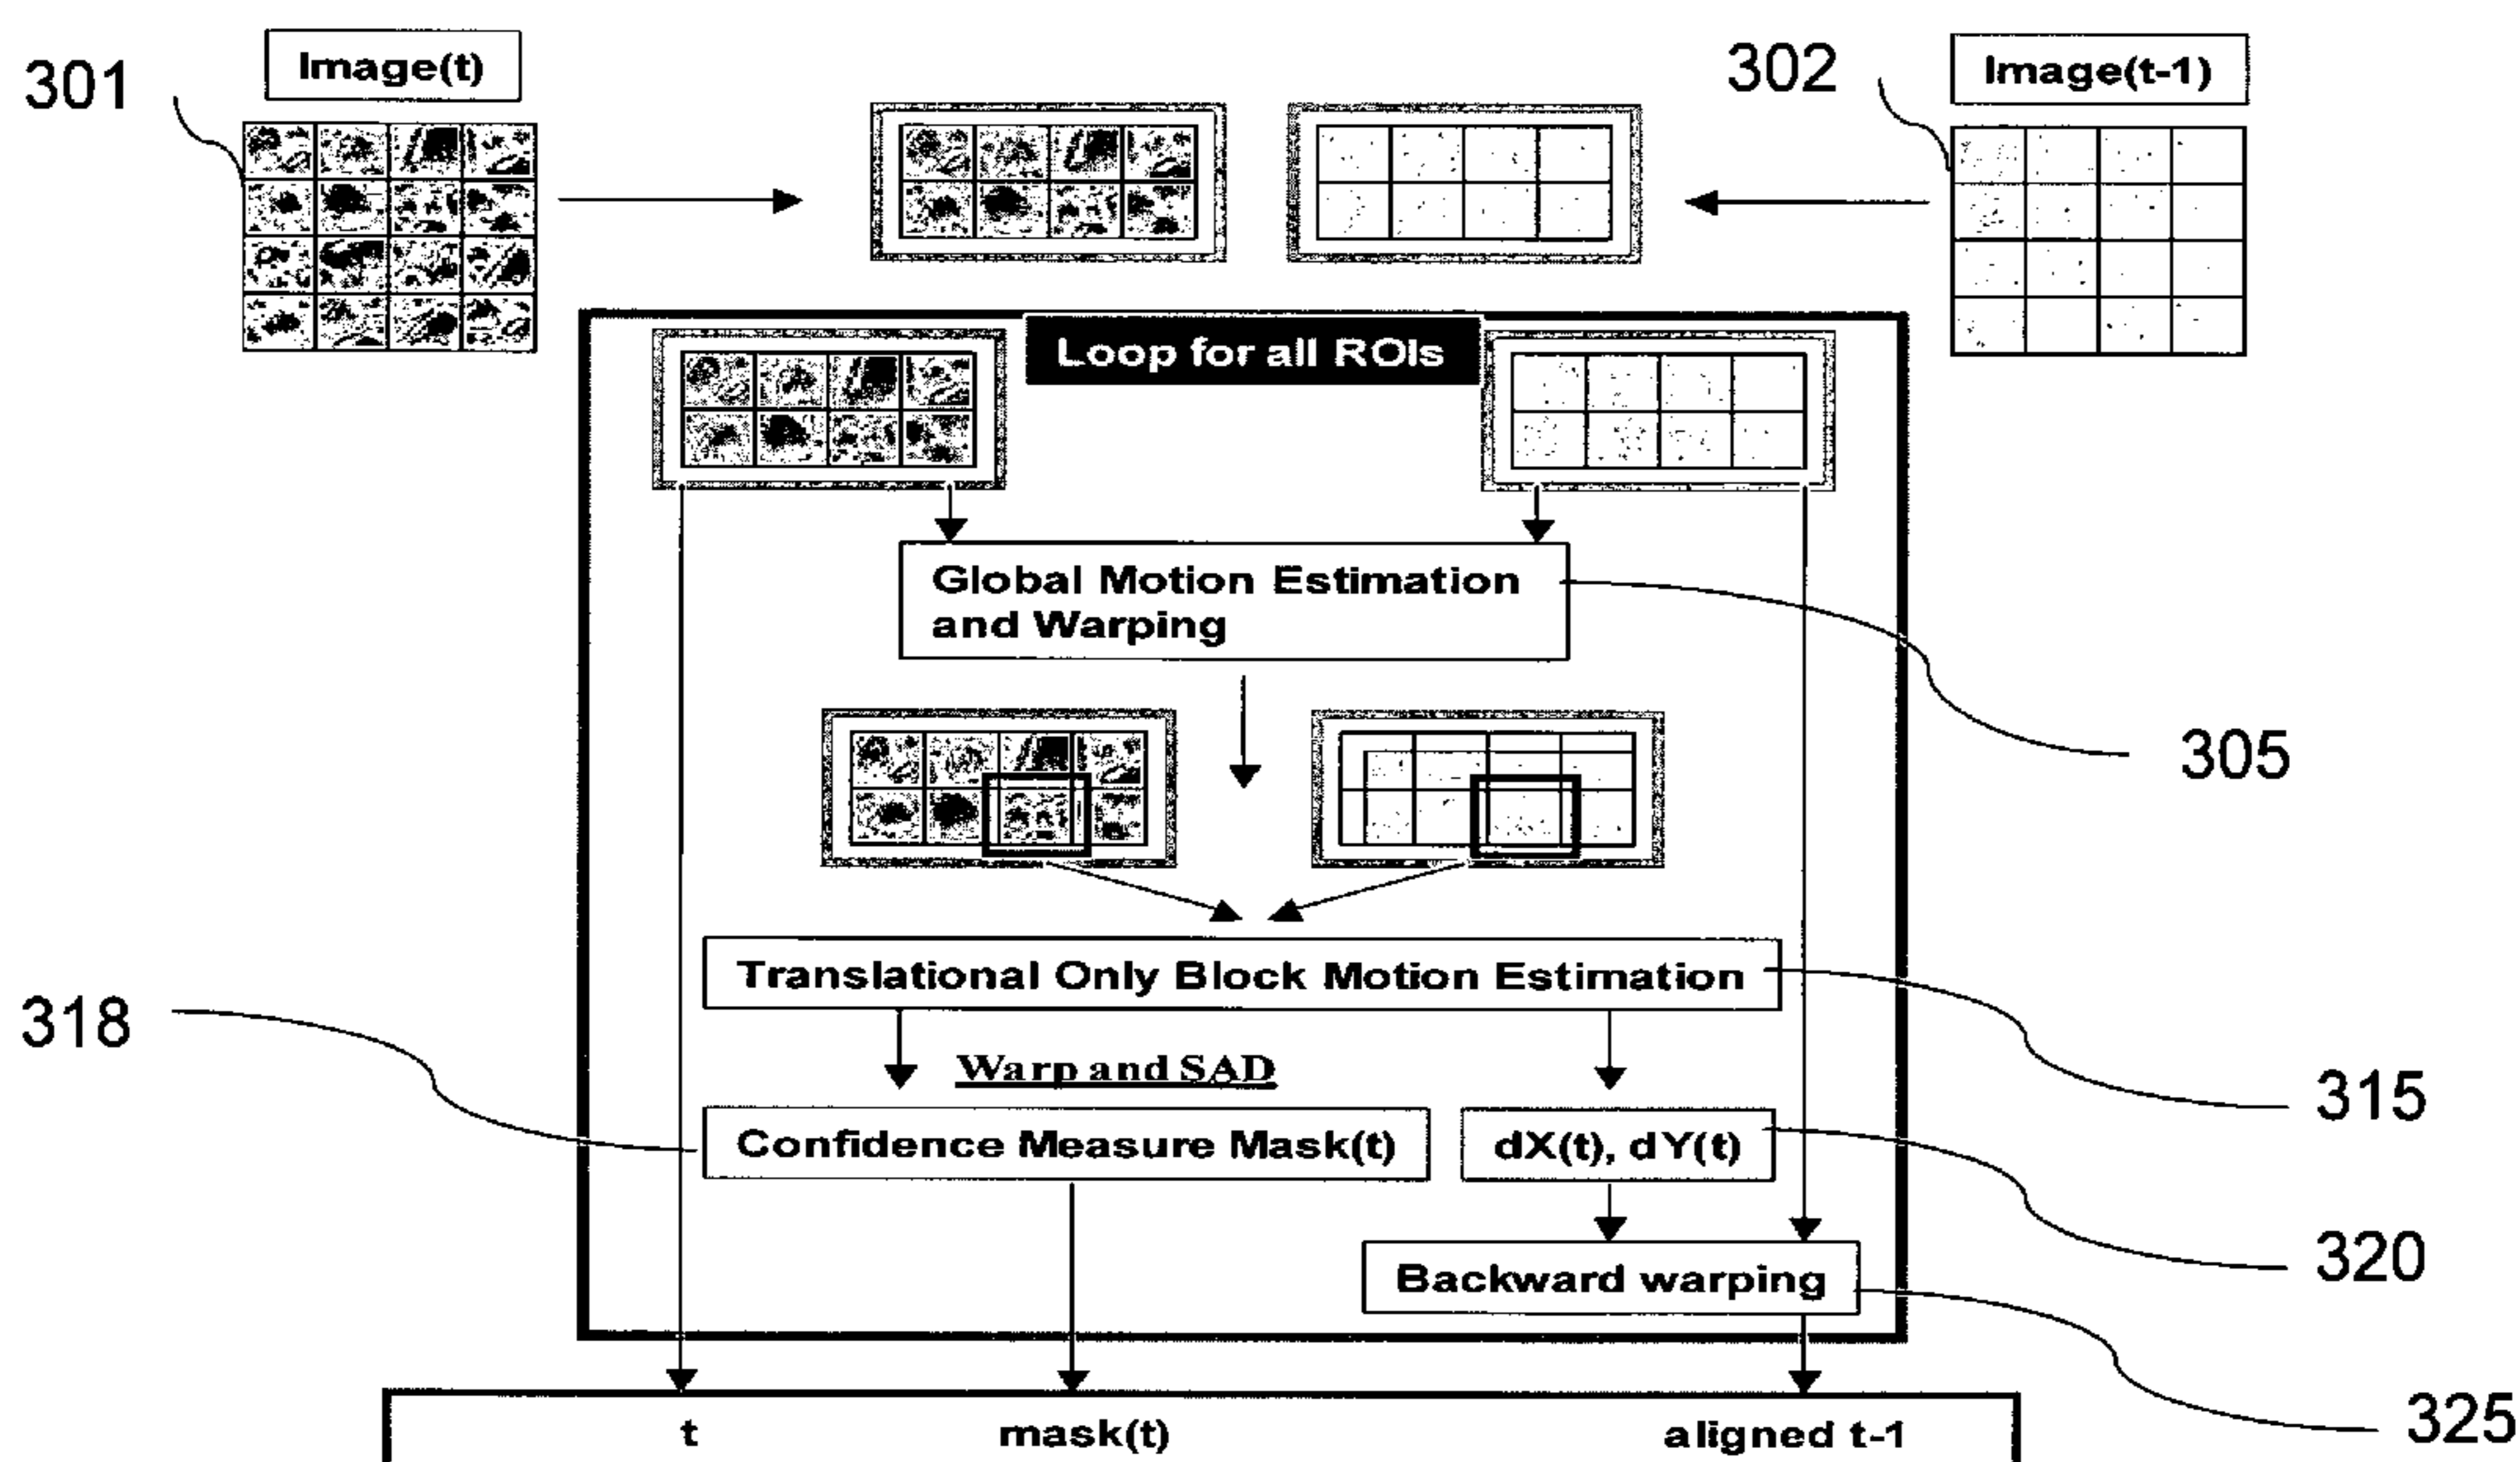 301
Image(t)
302
Image(t-1)
Loop for all ROIs
Global Motion Estimation
and Warping
305
Translational Only Block Motion Estimation
318
Warp and SAD
315
Confidence Measure Mask(t)
dX(t), dY(t)
320
Backward warping
325
t
mask(t)
aligned t-1